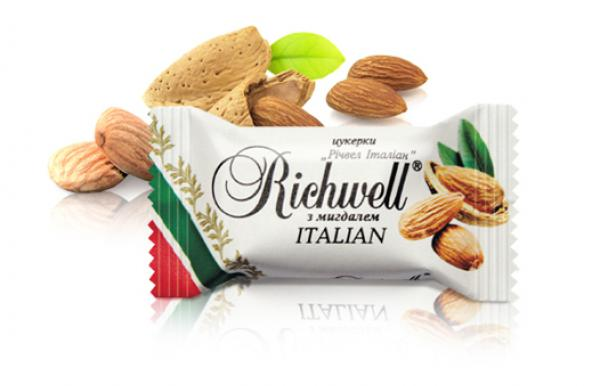 цукерки
„Річвел Італіан"
Richwell®
з мигдалем
ITALIAN